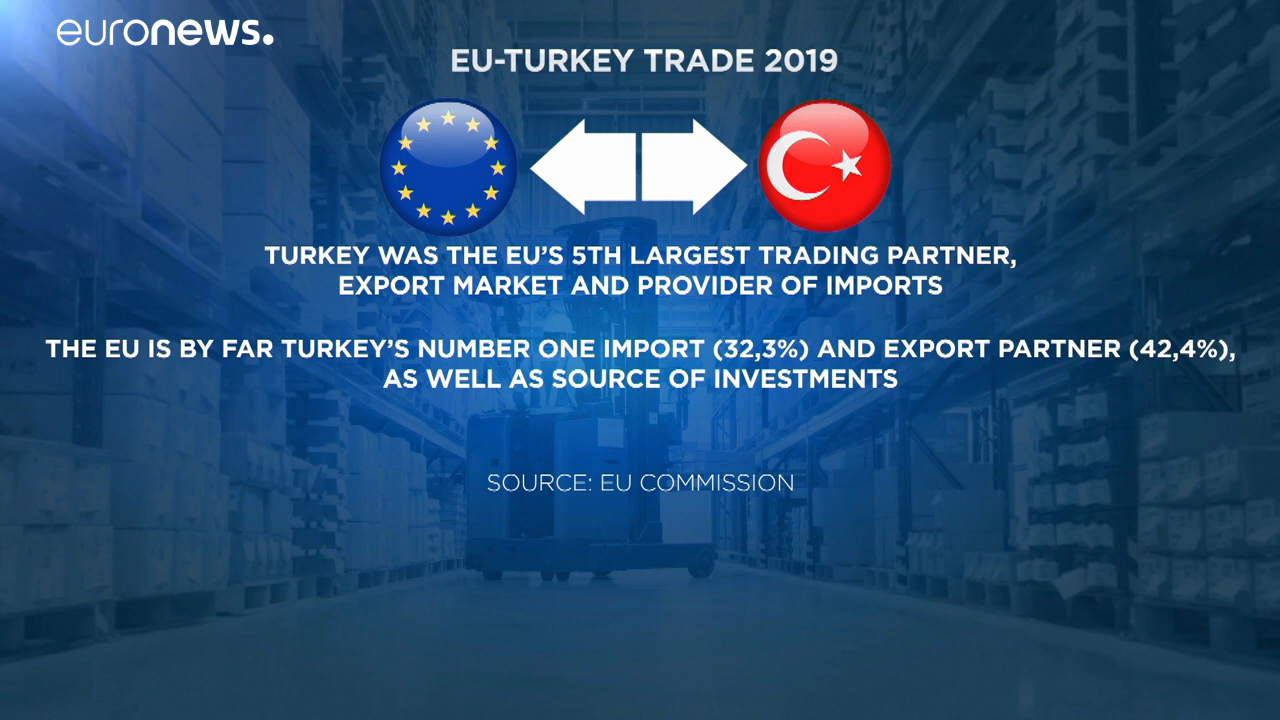 euronews.
EU-TURKEY TRADE 2019
TURKEY WAS THE EU'S 5TH LARGEST TRADING PARTNER,
EXPORT MARKET AND PROVIDER OF IMPORTS
THE EU IS BY FAR TURKEY'S NUMBER ONE IMPORT (32,3%) AND EXPORT PARTNER (42,4%),
AS WELL AS SOURCE OF INVESTMENTS
SOURCE: EU COMMISSION